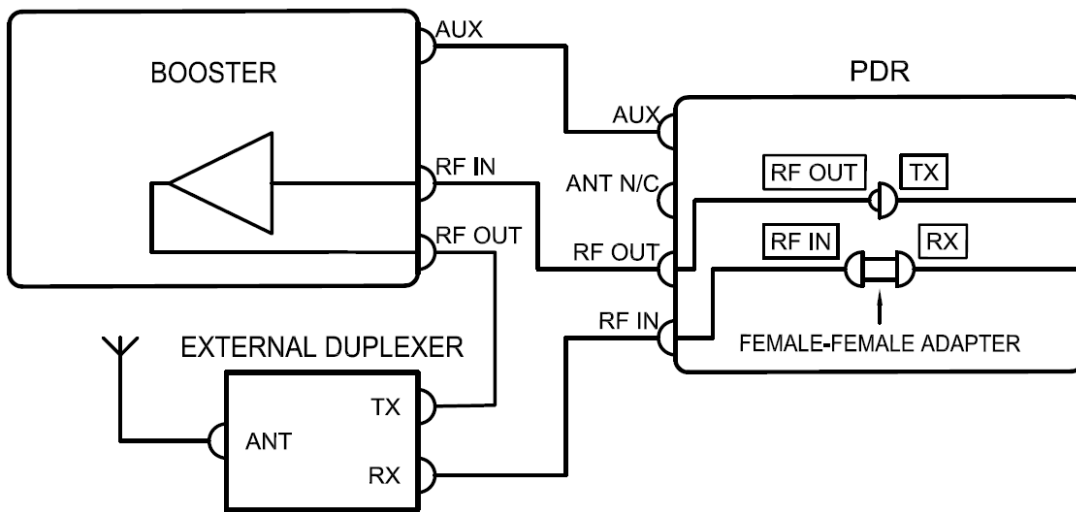 AUX
BOOSTER
PDR
AUX
RF IN
RF OUT
TX
ANT N/C
RF OUT
RF OUT
RF IN
RX
RF IN
FEMALE-FEMALE ADAPTER
EXTERNAL DUPLEXER
TX
ANT
RX